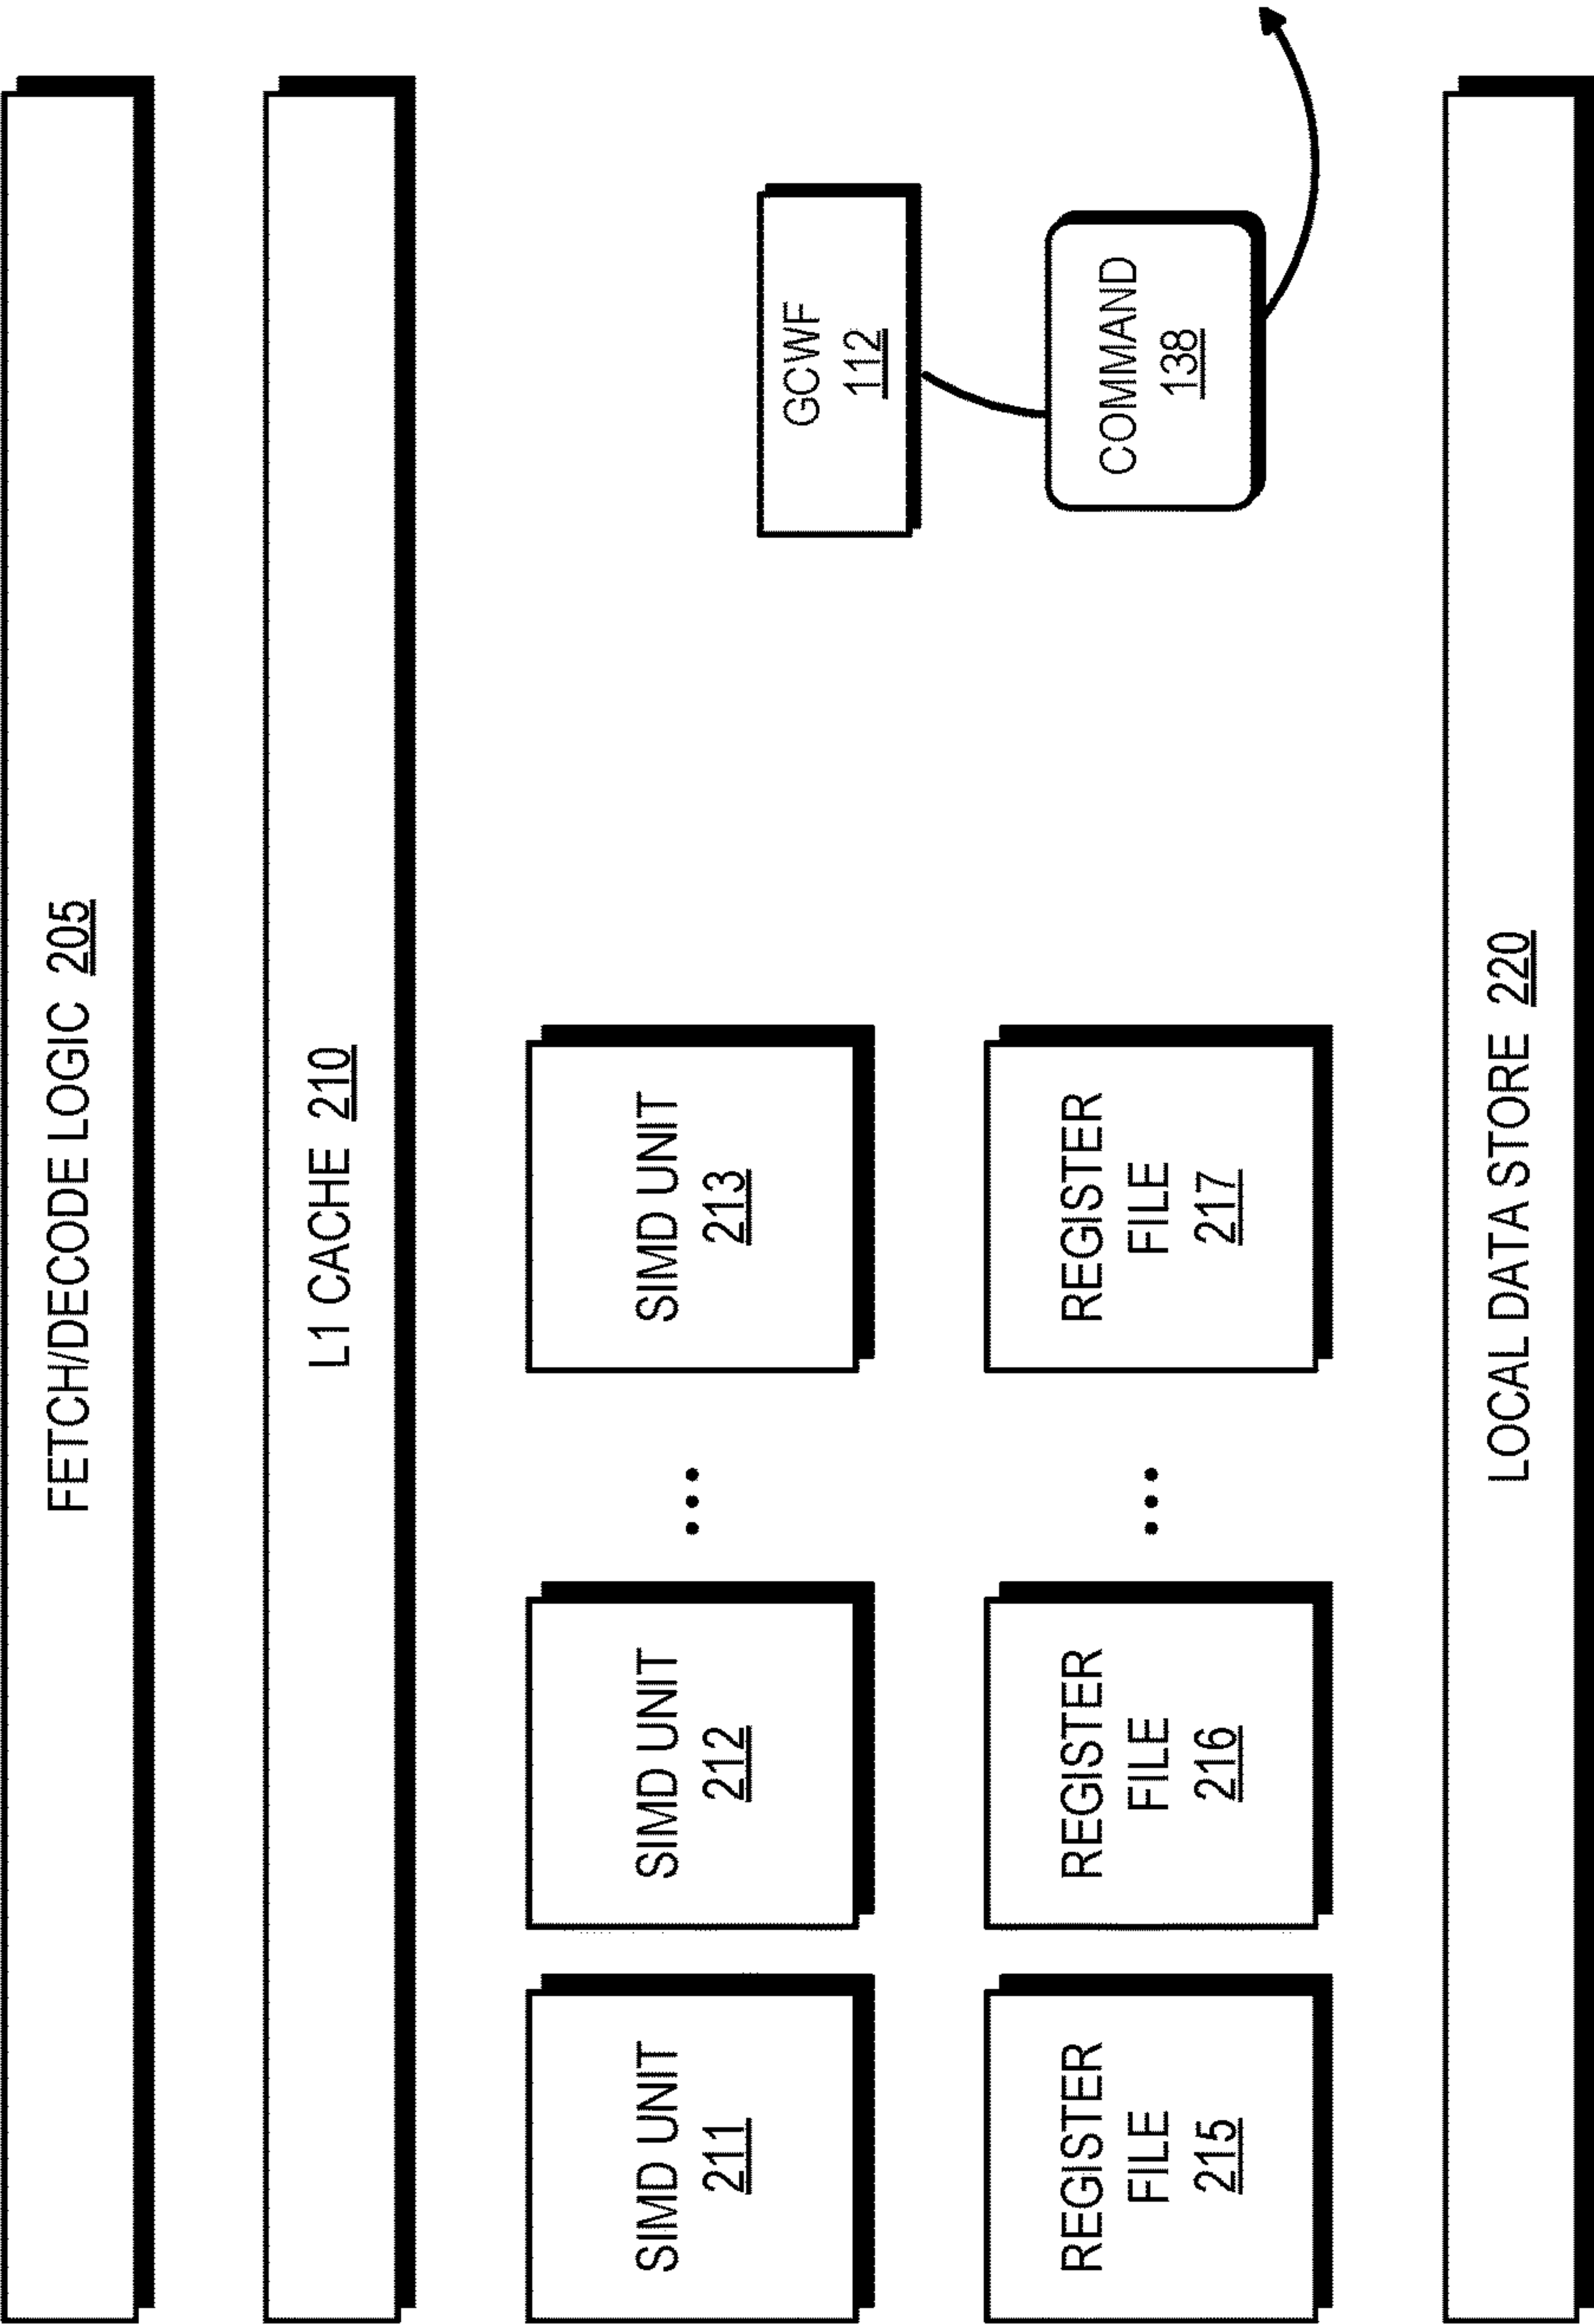 FETCH/DECODE LOGIC 205
L1 CACHE 210
SIMD UNIT
211
SIMD UNIT
212
...
SIMD UNIT
213
GCWF
112
REGISTER
FILE
215
REGISTER
FILE
216
...
REGISTER
FILE
217
COMMAND
138
LOCAL DATA STORE 220